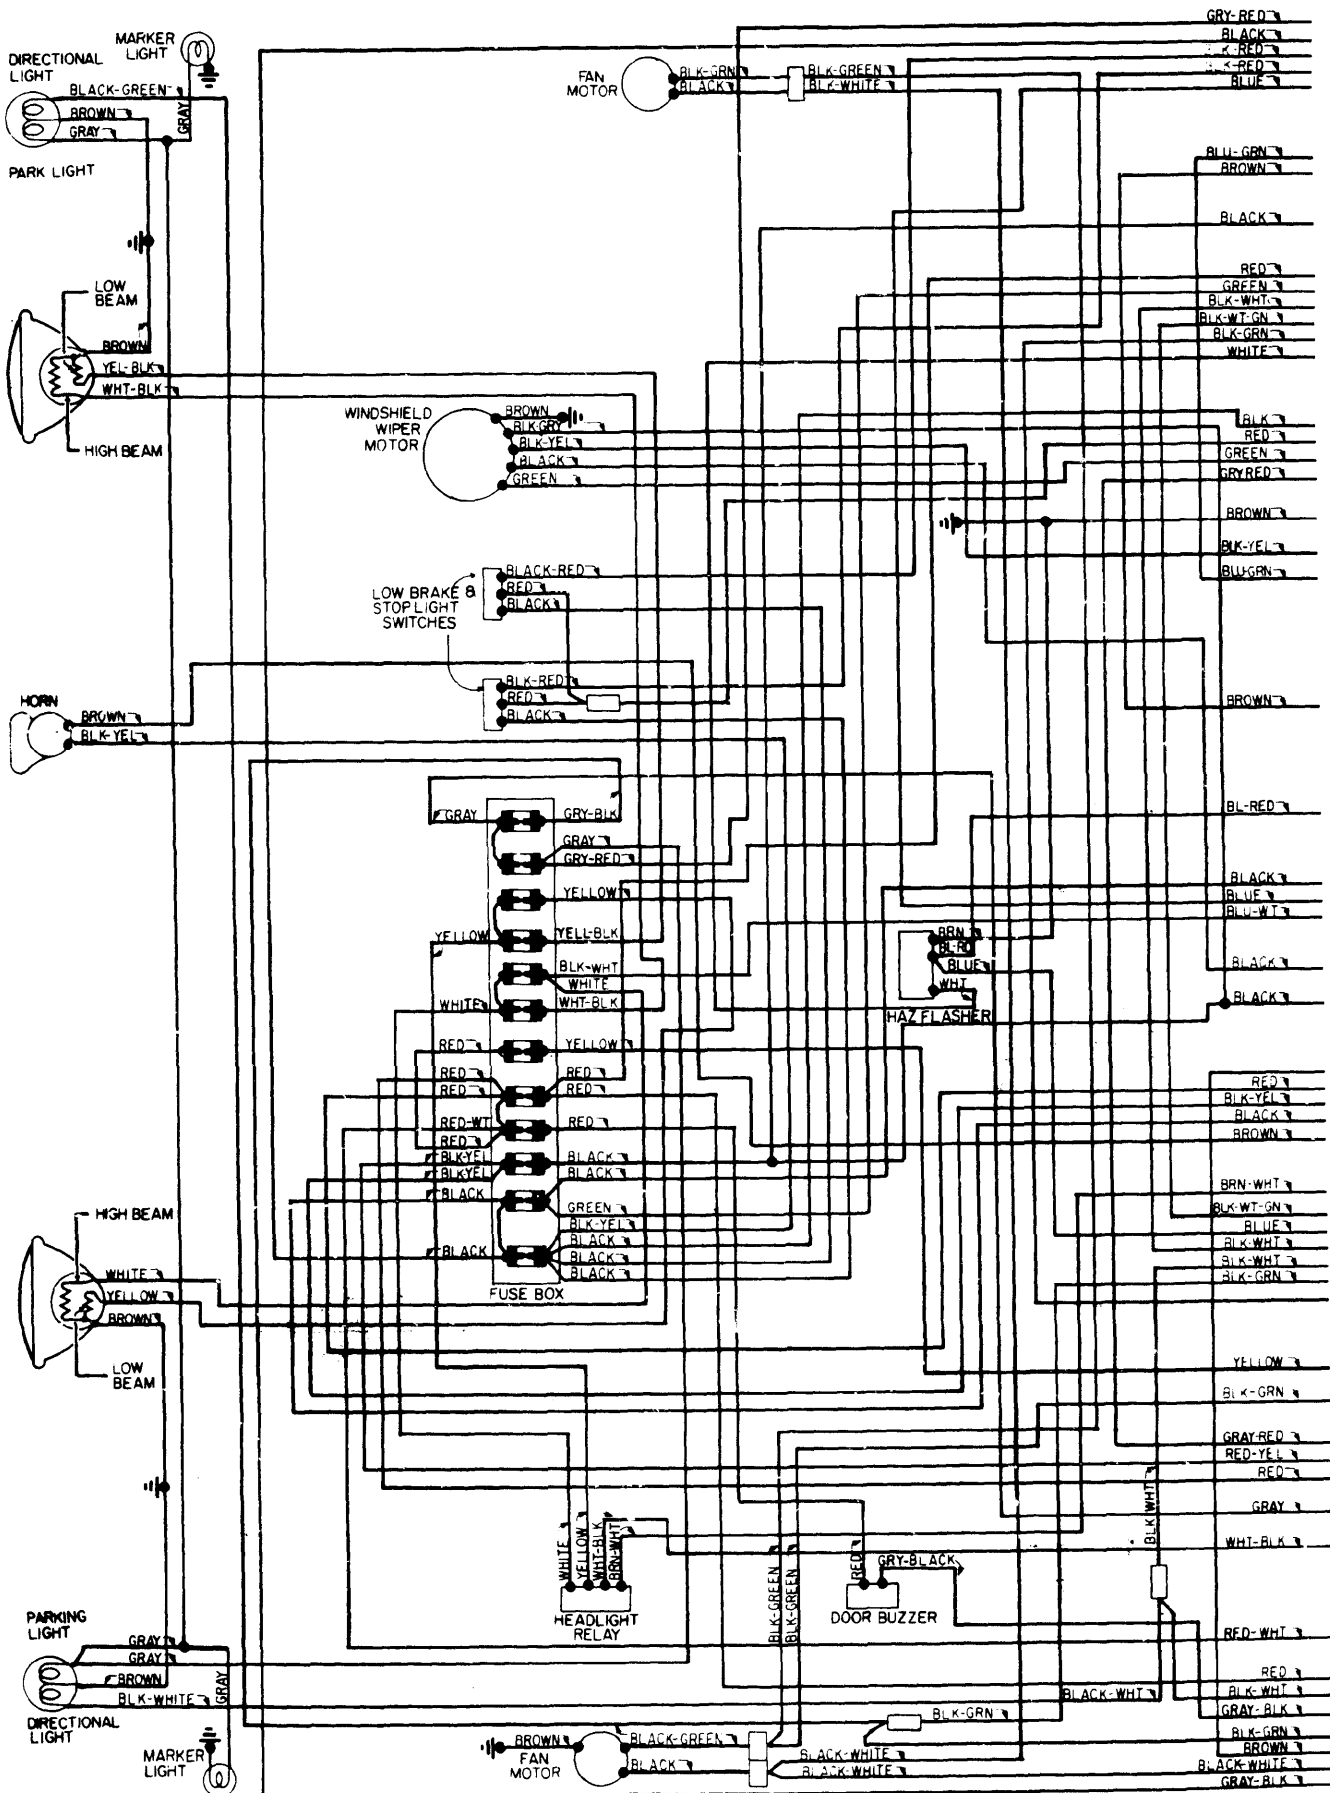 GRY-RED
BLACK
BLK-RED
BLK-RED
BLUE
MARKER
LIGHT
DIRECTIONAL
LIGHT
BLACK-GREEN
BROWN
GRAY
GRAY
PARK LIGHT
FAN
MOTOR
BLK-GRN
BLACK
BLK-GREEN
BLK-WHITE
BLU-GRN
BROWN
BLACK
RED
GREEN
BLK-WHT
BLK-WT-GN
BLK-GRN
WHITE
LOW
BEAM
BROWN
YEL-BLK
WHT-BLK
HIGH BEAM
WINDSHIELD
WIPER
MOTOR
BROWN
BLK-GRY
BLK-YEL
BLACK
GREEN
BLK
RED
GREEN
GRYRED
BROWN
BLK-YEL
BLU-GRN
LOW BRAKE &
STOPLIGHT
SWITCHES
BLACK-RED
RED
BLACK
BLK-RED
RED
BLACK
HORN
BROWN
BLK-YEL
BROWN
BL-RED
GRAY
GRY-BLK
GRAY
GRY-RED
YELLOW
YELLOW
YELL-BLK
BLK-WHT
WHITE
WHITE
WHT-BLK
RED
YELLOW
RED
RED
RED
RED
RED-WT
RED
RED
BLK-YEL
BLACK
BLK-YEL
BLACK
BLACK
GREEN
BLK-YEL
BLACK
BLACK
BLACK
BLACK
FUSE BOX
BLACK
BLUE
BLU-WT
BRN
BL-RD
BLUE
WHT
HAZ FLASHER
BLACK
BLACK
RED
BLK-YEL
BLACK
BROWN
BRN-WHT
BLK-WT-GN
BLUE
BLK-WHT
BLK-WHT
BLK-GRN
HIGH BEAM
WHITE
YELLOW
BROWN
LOW
BEAM
YELLOW
BLK-GRN
GRAY-RED
RED-YEL
RED
GRAY
WHT-BLK
BLK-WHT
WHITE
YELLOW
WHT-BLK
BRN-WHT
HEADLIGHT
RELAY
BLK-GREEN
BLK-GREEN
RED
GRY-BLACK
DOOR BUZZER
PARKING
LIGHT
GRAY
GRAY
BROWN
BLK-WHITE
GRAY
DIRECTIONAL
LIGHT
MARKER
LIGHT
BROWN
FAN
MOTOR
BLACK-GREEN
BLACK
BLACK-WHITE
BLACK-WHITE
BLK-GRN
BLACK-WHT
RED-WHT
RED
BLK-WHT
GRAY-BLK
BLK-GRN
BROWN
BLACK-WHITE
GRAY-BLK